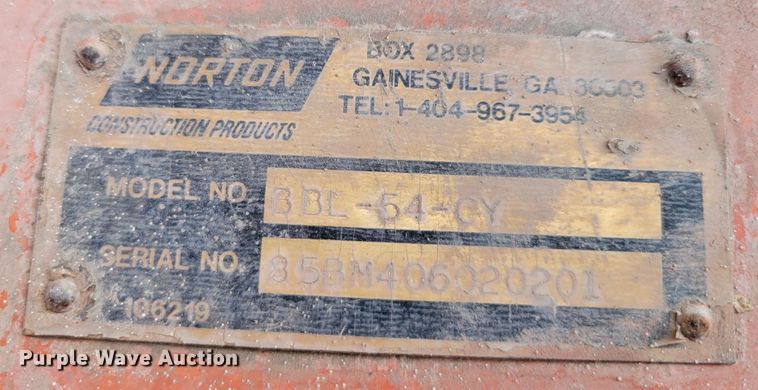 NORTON
CONSTRUCTION PRODUCTS
BOX 2898
GAINESVILLE, GA. 30503
TEL: 1-404-967-3954
MODEL NO. BBL-54-CY
SERIAL NO. 85BM406020201
166219
Purple Wave Auction